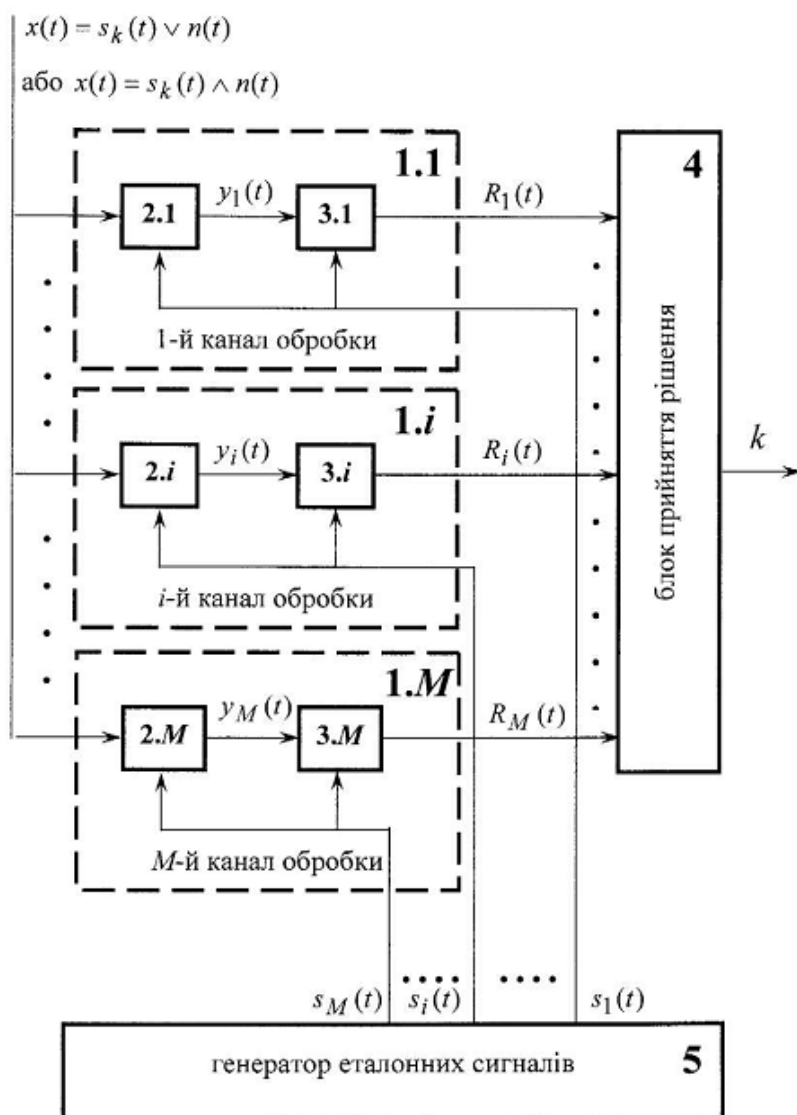 x(t) = s_k(t) ∨ n(t)
або x(t) = s_k(t) ∧ n(t)
1.1
4
2.1
y_1(t)
3.1
R_1(t)
1-й канал обробки
1.i
2.i
y_i(t)
3.i
R_i(t)
k
i-й канал обробки
блок прийняття рішення
1.M
2.M
y_M(t)
3.M
R_M(t)
M-й канал обробки
s_M(t) s_i(t) s_1(t)
генератор еталонних сигналів 5